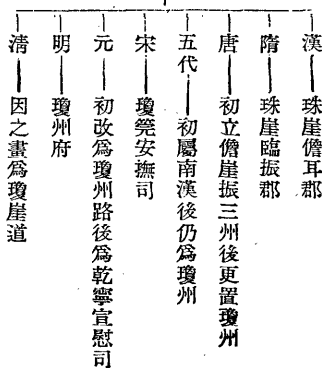 漢 珠崖儋耳郡
隋 珠崖臨振郡
唐 初立儋崖振三州後更置瓊州
五代 初屬南漢後仍爲瓊州
宋 瓊筦安撫司
元 初改爲瓊州路後爲乾寧宣慰司
明 瓊州府
清 因之畫爲瓊崖道